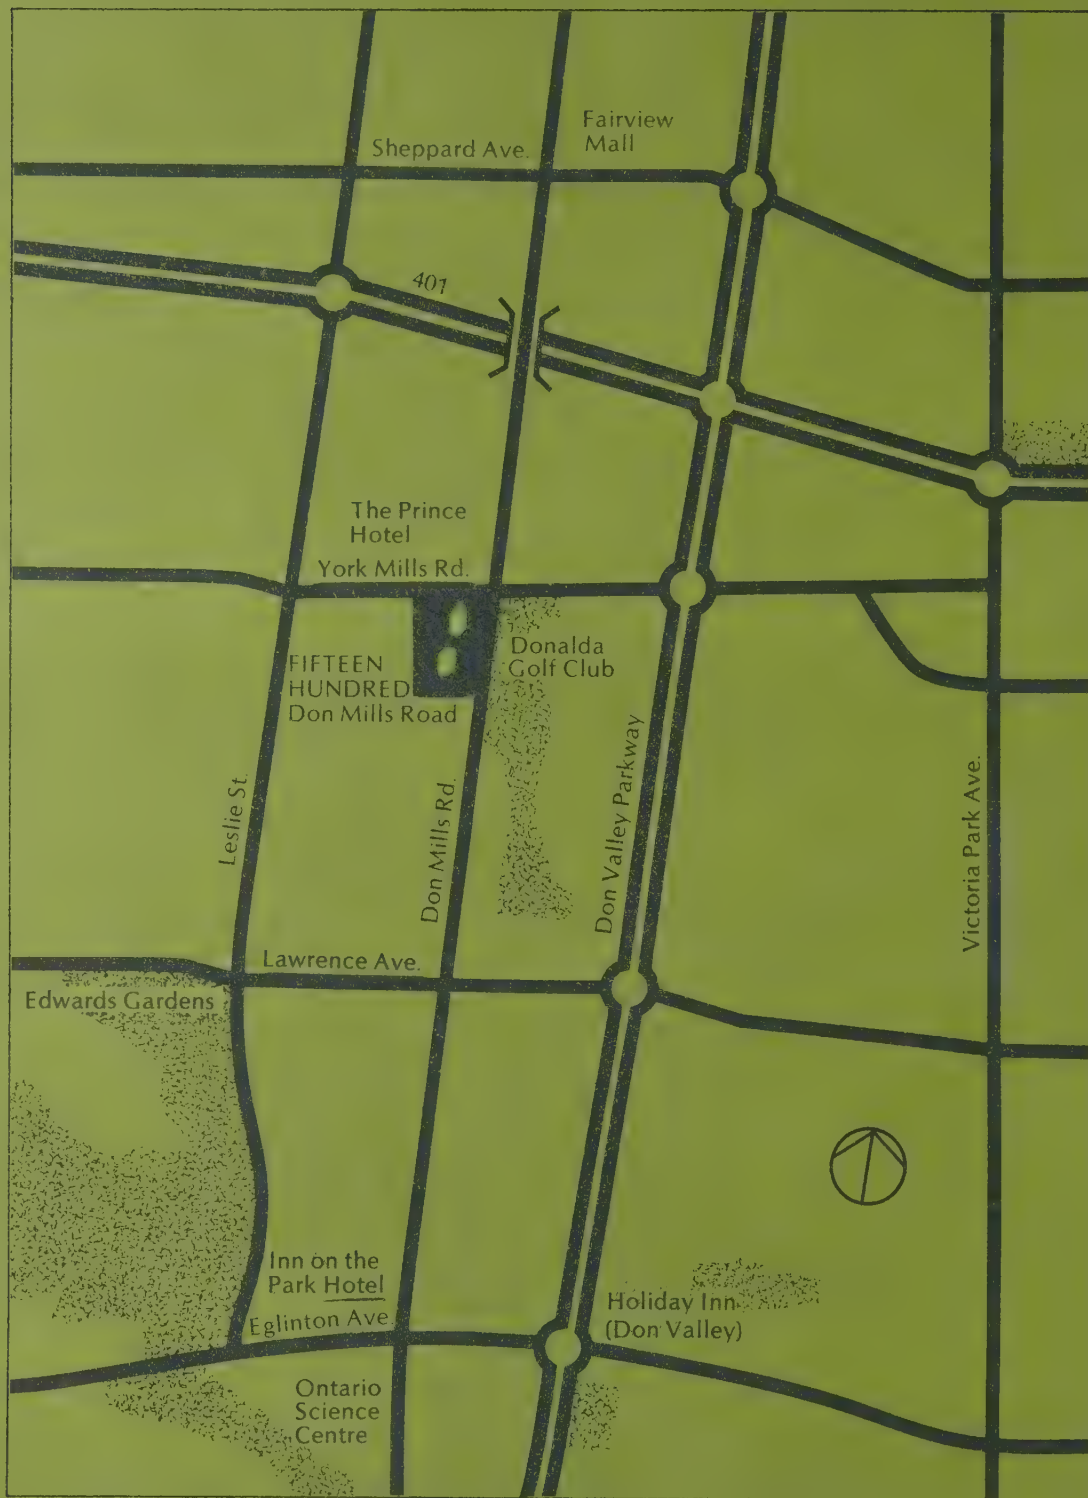 Fairview
Mall
Sheppard Ave.
401
The Prince
Hotel
York Mills Rd.
Donalda
Golf Club
FIFTEEN
HUNDRED
Don Mills Road
Leslie St.
Don Mills Rd.
Don Valley Parkway
Victoria Park Ave.
Lawrence Ave.
Edwards Gardens
Inn on the
Park Hotel
Eglinton Ave.
Holiday Inn
(Don Valley)
Ontario
Science
Centre